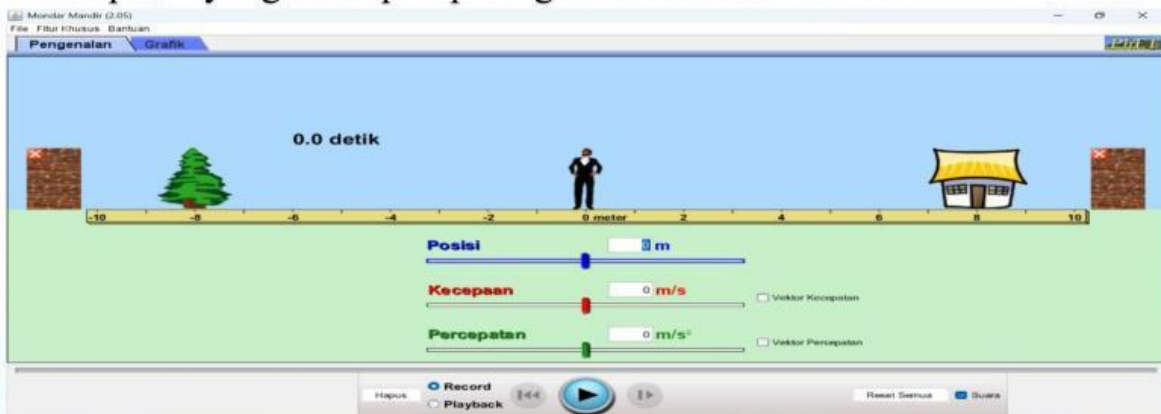 Mondar Mandir (2.05)
File Fitur Khusus Bantuan
Pengenalan Grafik
0.0 detik
-10 -8 -6 -4 -2 0 meter 2 4 6 8 10
Posisi 0 m
Kecepaan 0 m/s
Vektor Kecepatan
Percepatan 0 m/s²
Vektor Percepatan
Hapus
Record
Playback
Reset Semua
Suara